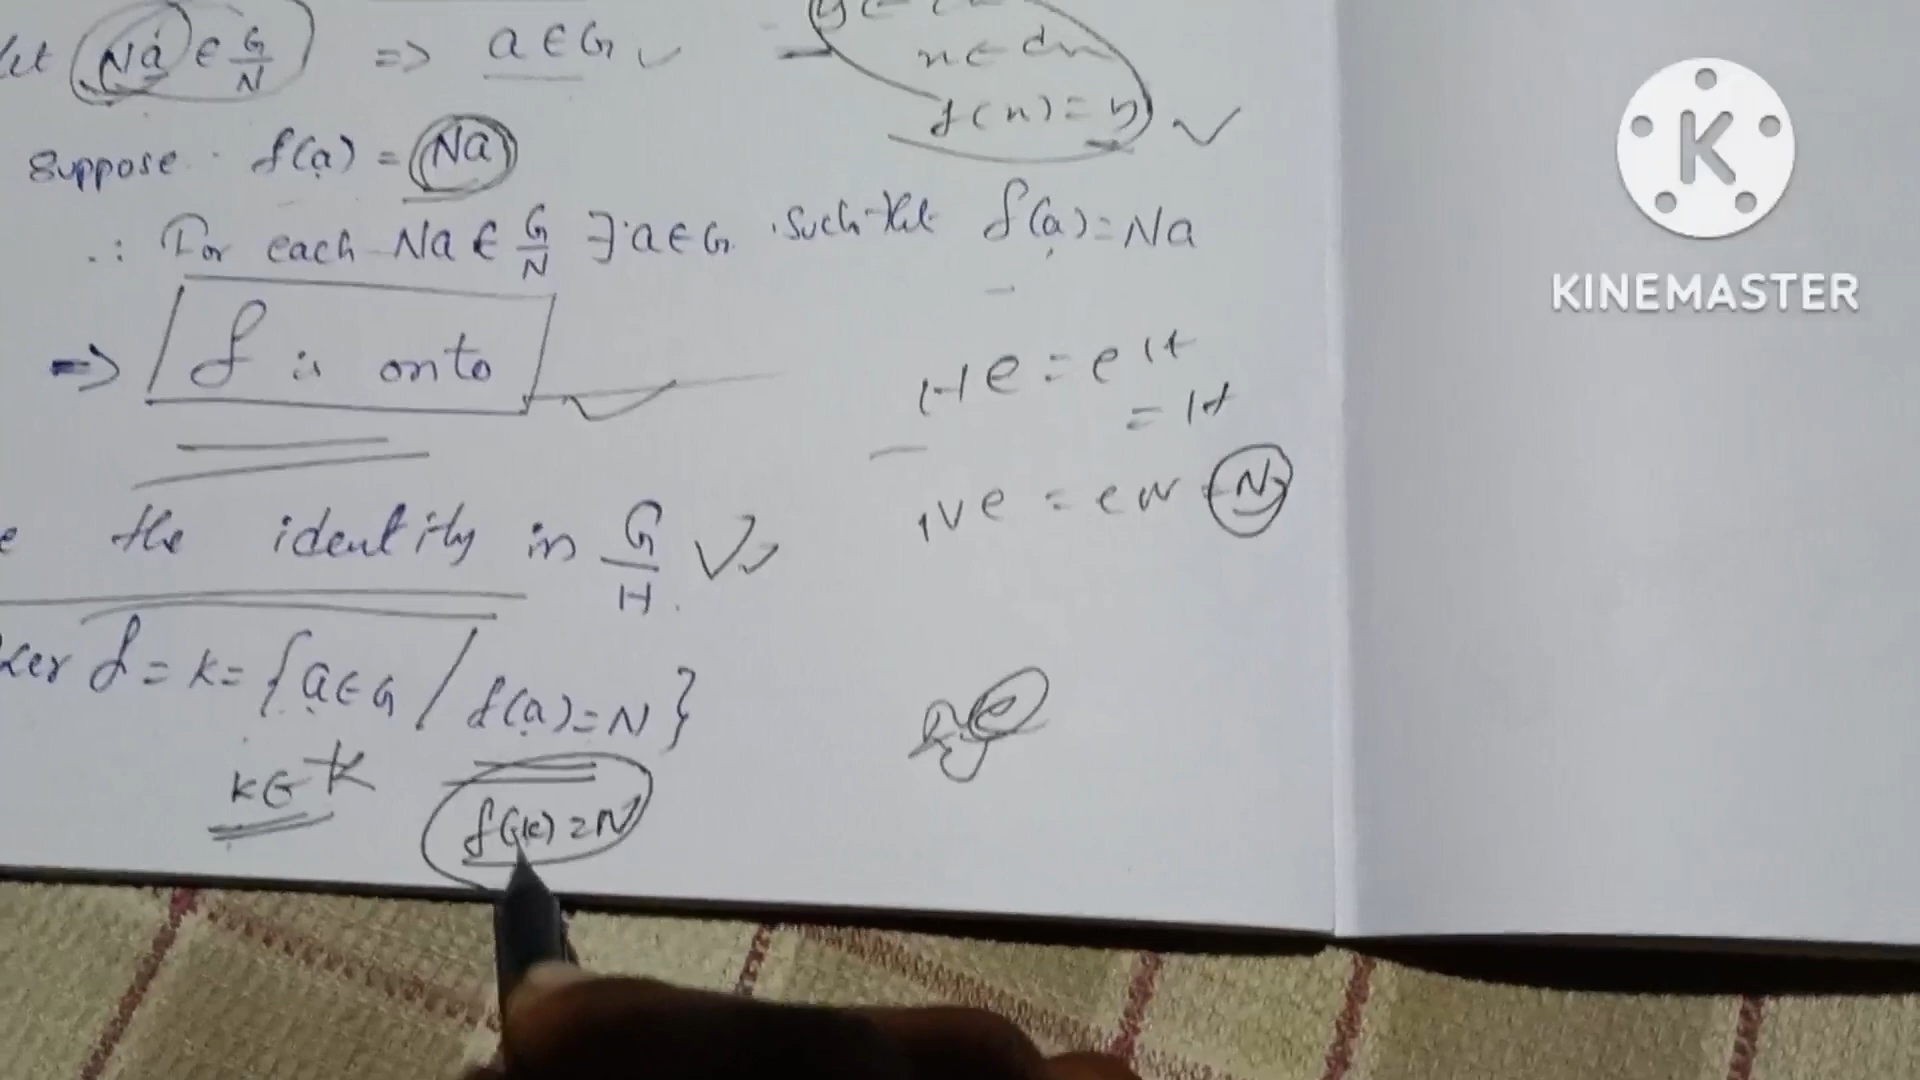 let Na ∈ G/N => a ∈ G
x ∈ dm
f(x) = y
suppose f(a) = Na
∴ For each Na ∈ G/N ∃ a ∈ G such that f(a) = Na
=> f is onto
He = eH
= H
Ne = eN = N
e the identity in G/H
ker f = K = {a ∈ G / f(a) = N}
k ∈ K
f(k) = N
e
K
KINEMASTER